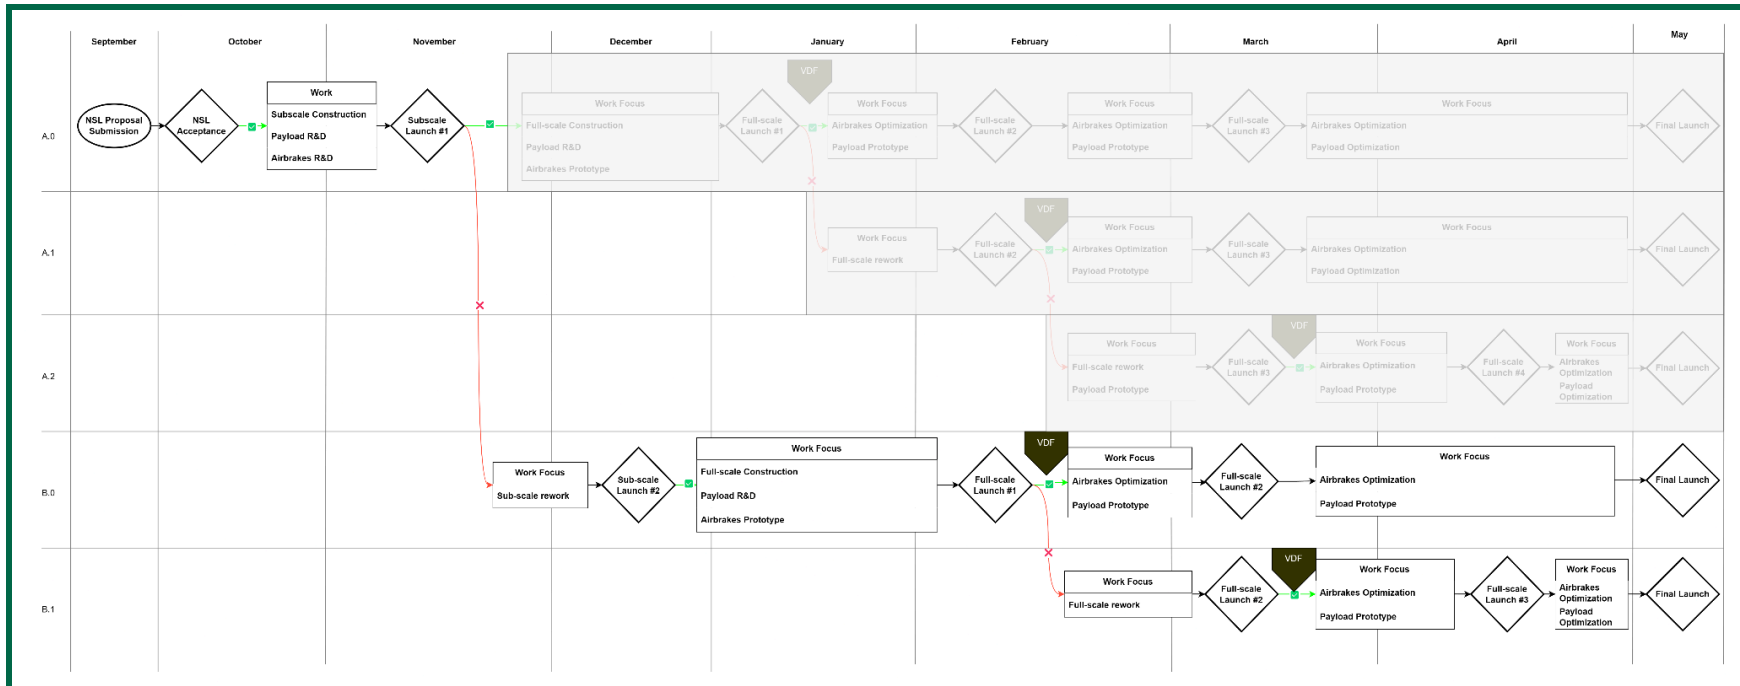 September
October
November
December
January
February
March
April
May
A.0
NSL Proposal
Submission
NSL
Acceptance
Work
Subscale Construction
Payload R&D
Airbrakes R&D
Subscale
Launch #1
Work Focus
Full-scale Construction
Payload R&D
Airbrakes Prototype
Full-scale
Launch #1
VDF
Work Focus
Airbrakes Optimization
Payload Prototype
Full-scale
Launch #2
Work Focus
Airbrakes Optimization
Payload Prototype
Full-scale
Launch #3
Work Focus
Airbrakes Optimization
Payload Optimization
Final Launch
A.1
Work Focus
Full-scale rework
Full-scale
Launch #2
VDF
Work Focus
Airbrakes Optimization
Payload Prototype
Full-scale
Launch #3
Work Focus
Airbrakes Optimization
Payload Optimization
Final Launch
A.2
Work Focus
Full-scale rework
Payload Prototype
Full-scale
Launch #3
VDF
Work Focus
Airbrakes Optimization
Payload Prototype
Full-scale
Launch #4
Work Focus
Airbrakes
Optimization
Payload
Optimization
Final Launch
B.0
Work Focus
Sub-scale rework
Sub-scale
Launch #2
Work Focus
Full-scale Construction
Payload R&D
Airbrakes Prototype
Full-scale
Launch #1
VDF
Work Focus
Airbrakes Optimization
Payload Prototype
Full-scale
Launch #2
Work Focus
Airbrakes Optimization
Payload Prototype
Final Launch
B.1
Work Focus
Full-scale rework
Full-scale
Launch #2
VDF
Work Focus
Airbrakes Optimization
Payload Prototype
Full-scale
Launch #3
Work Focus
Airbrakes
Optimization
Payload
Optimization
Final Launch